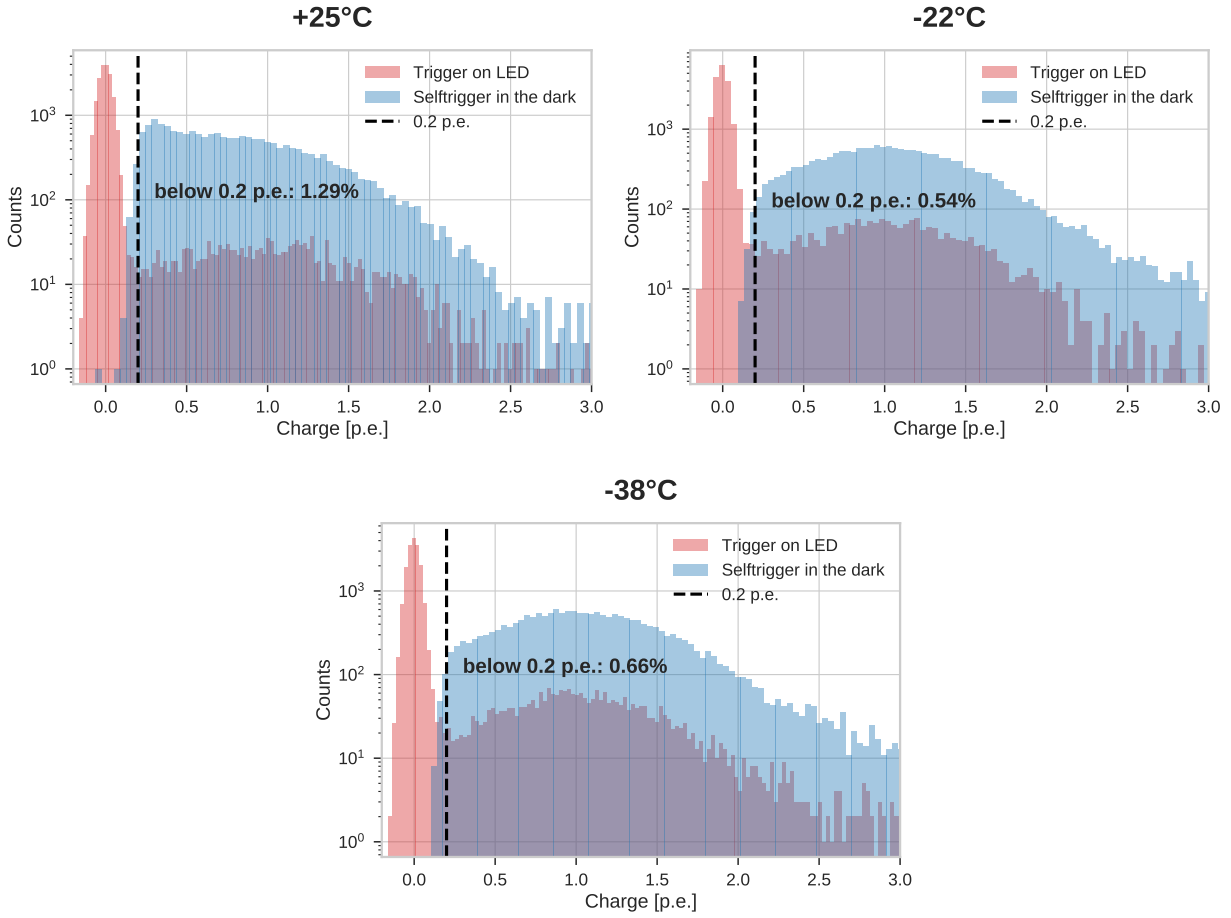 +25°C
Trigger on LED
Selftrigger in the dark
0.2 p.e.
below 0.2 p.e.: 1.29%
Counts
10³
10²
10¹
10⁰
0.0 0.5 1.0 1.5 2.0 2.5 3.0
Charge [p.e.]
-22°C
Trigger on LED
Selftrigger in the dark
0.2 p.e.
below 0.2 p.e.: 0.54%
Counts
10³
10²
10¹
10⁰
0.0 0.5 1.0 1.5 2.0 2.5 3.0
Charge [p.e.]
-38°C
Trigger on LED
Selftrigger in the dark
0.2 p.e.
below 0.2 p.e.: 0.66%
Counts
10³
10²
10¹
10⁰
0.0 0.5 1.0 1.5 2.0 2.5 3.0
Charge [p.e.]